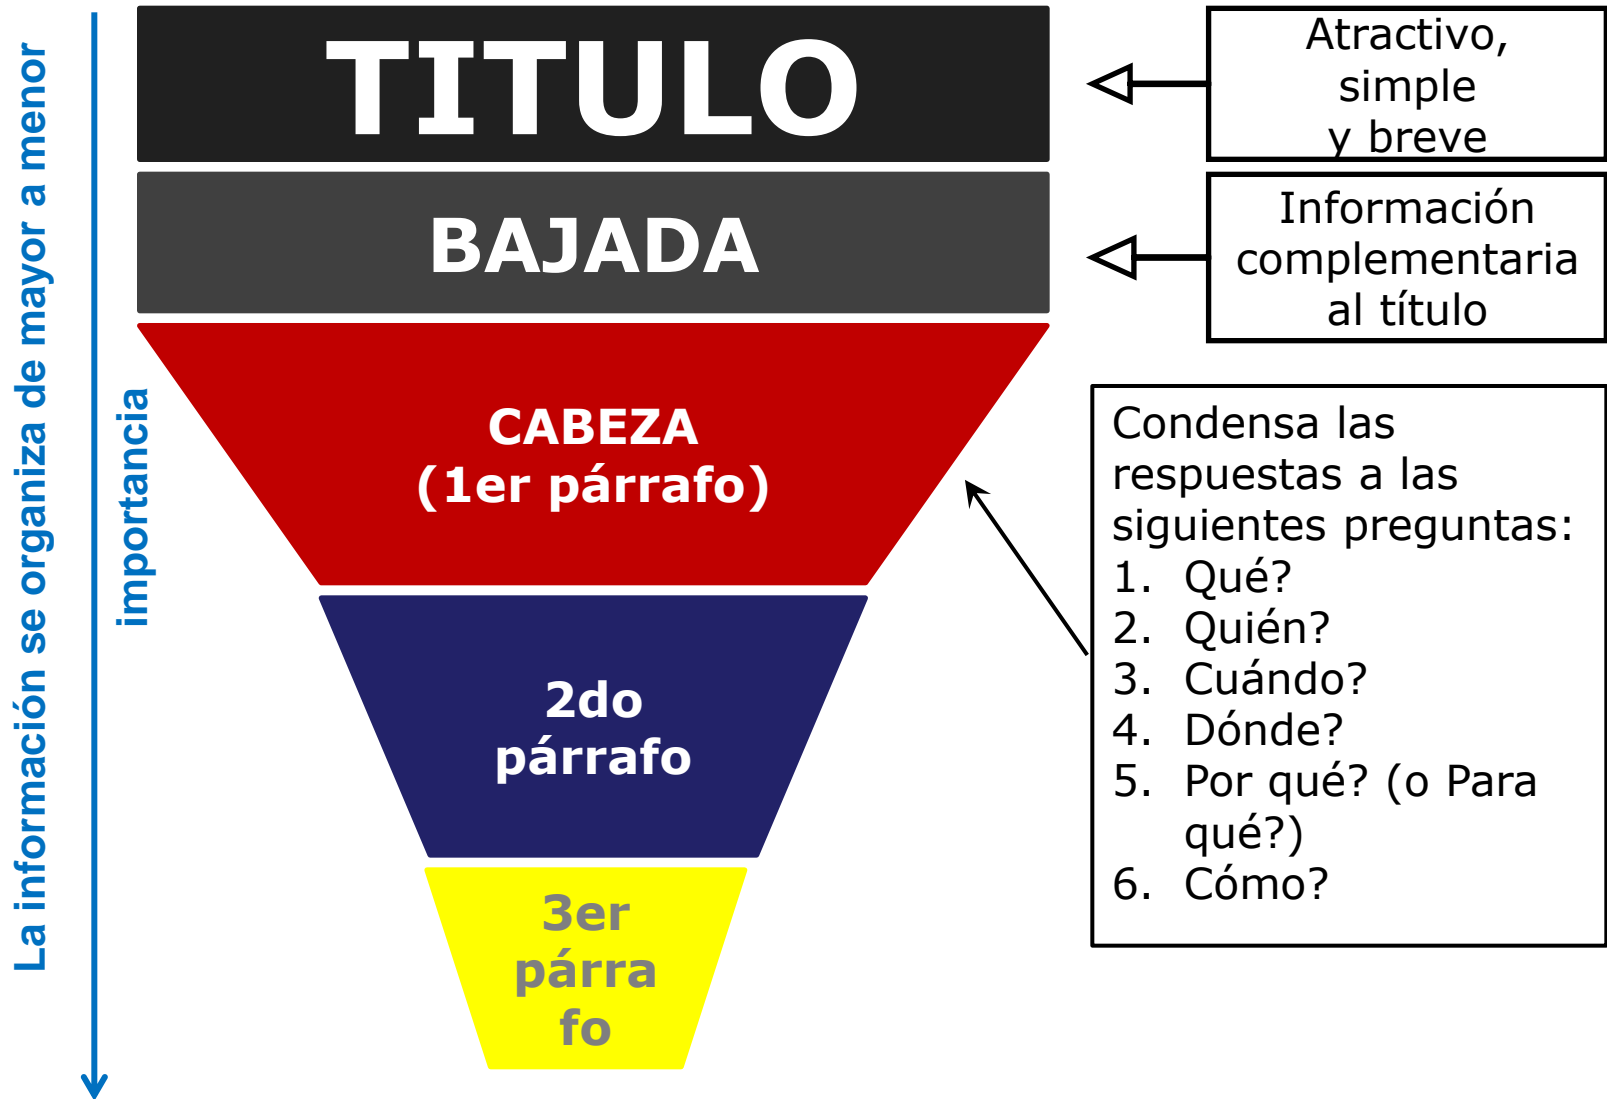 La información se organiza de mayor a menor
importancia
TITULO
Atractivo,
simple
y breve
BAJADA
Información
complementaria
al título
CABEZA
(1er párrafo)
Condensa las
respuestas a las
siguientes preguntas:
1. Qué?
2. Quién?
3. Cuándo?
4. Dónde?
5. Por qué? (o Para
qué?)
6. Cómo?
2do
párrafo
3er
párra
fo